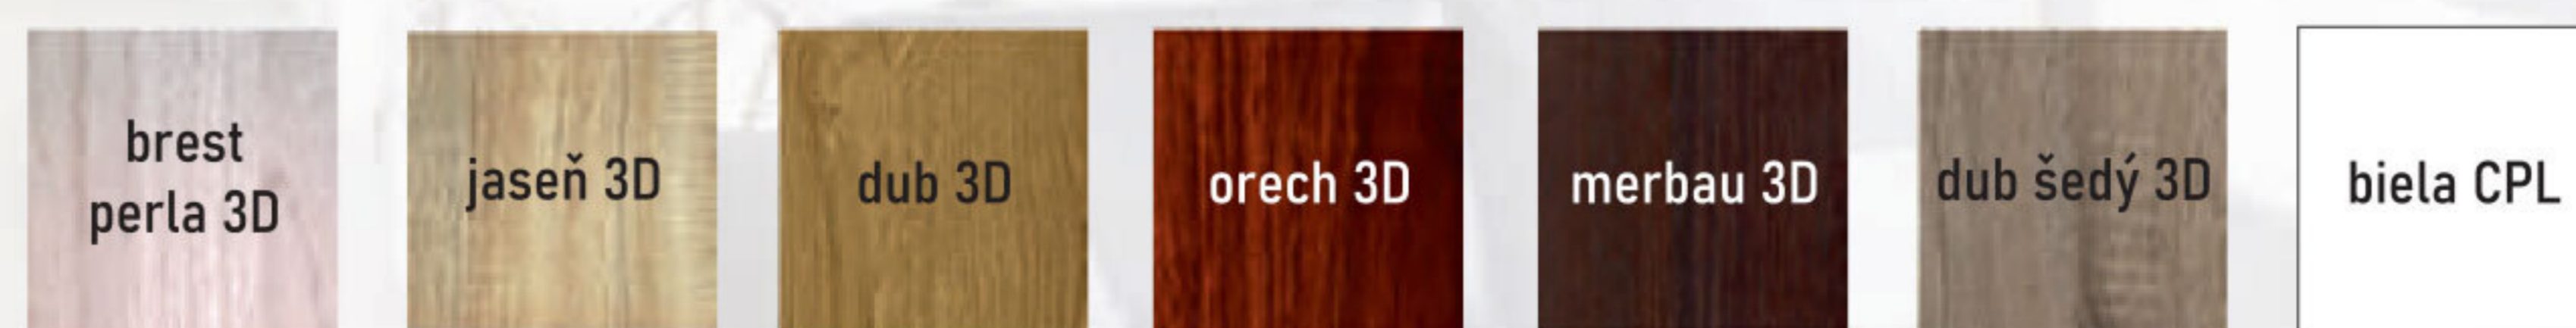 brest
perla 3D
jaseň 3D
dub 3D
orech 3D
merbau 3D
dub šedý 3D
biela CPL